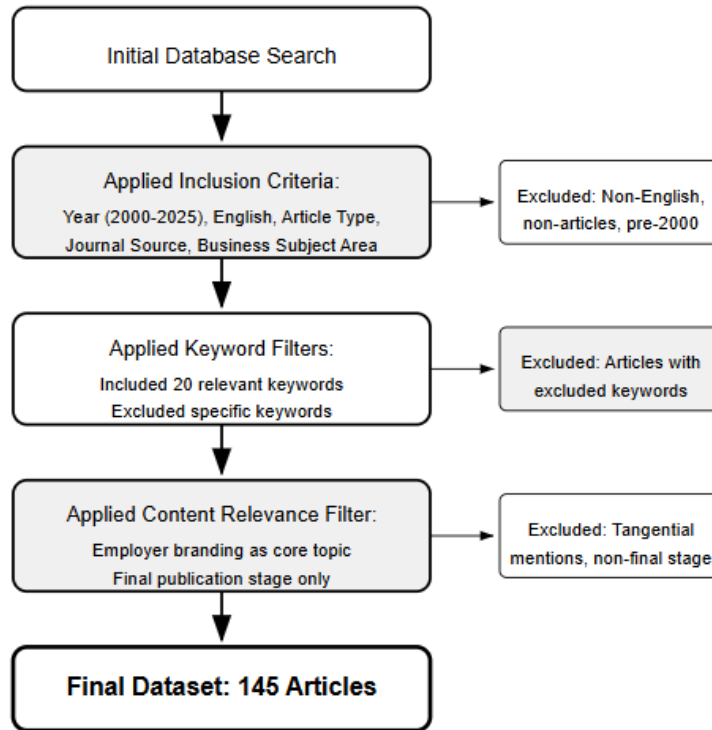 Initial Database Search
Applied Inclusion Criteria:
Year (2000-2025), English, Article Type,
Journal Source, Business Subject Area
Excluded: Non-English,
non-articles, pre-2000
Applied Keyword Filters:
Included 20 relevant keywords
Excluded specific keywords
Excluded: Articles with
excluded keywords
Applied Content Relevance Filter:
Employer branding as core topic
Final publication stage only
Excluded: Tangential
mentions, non-final stage
Final Dataset: 145 Articles